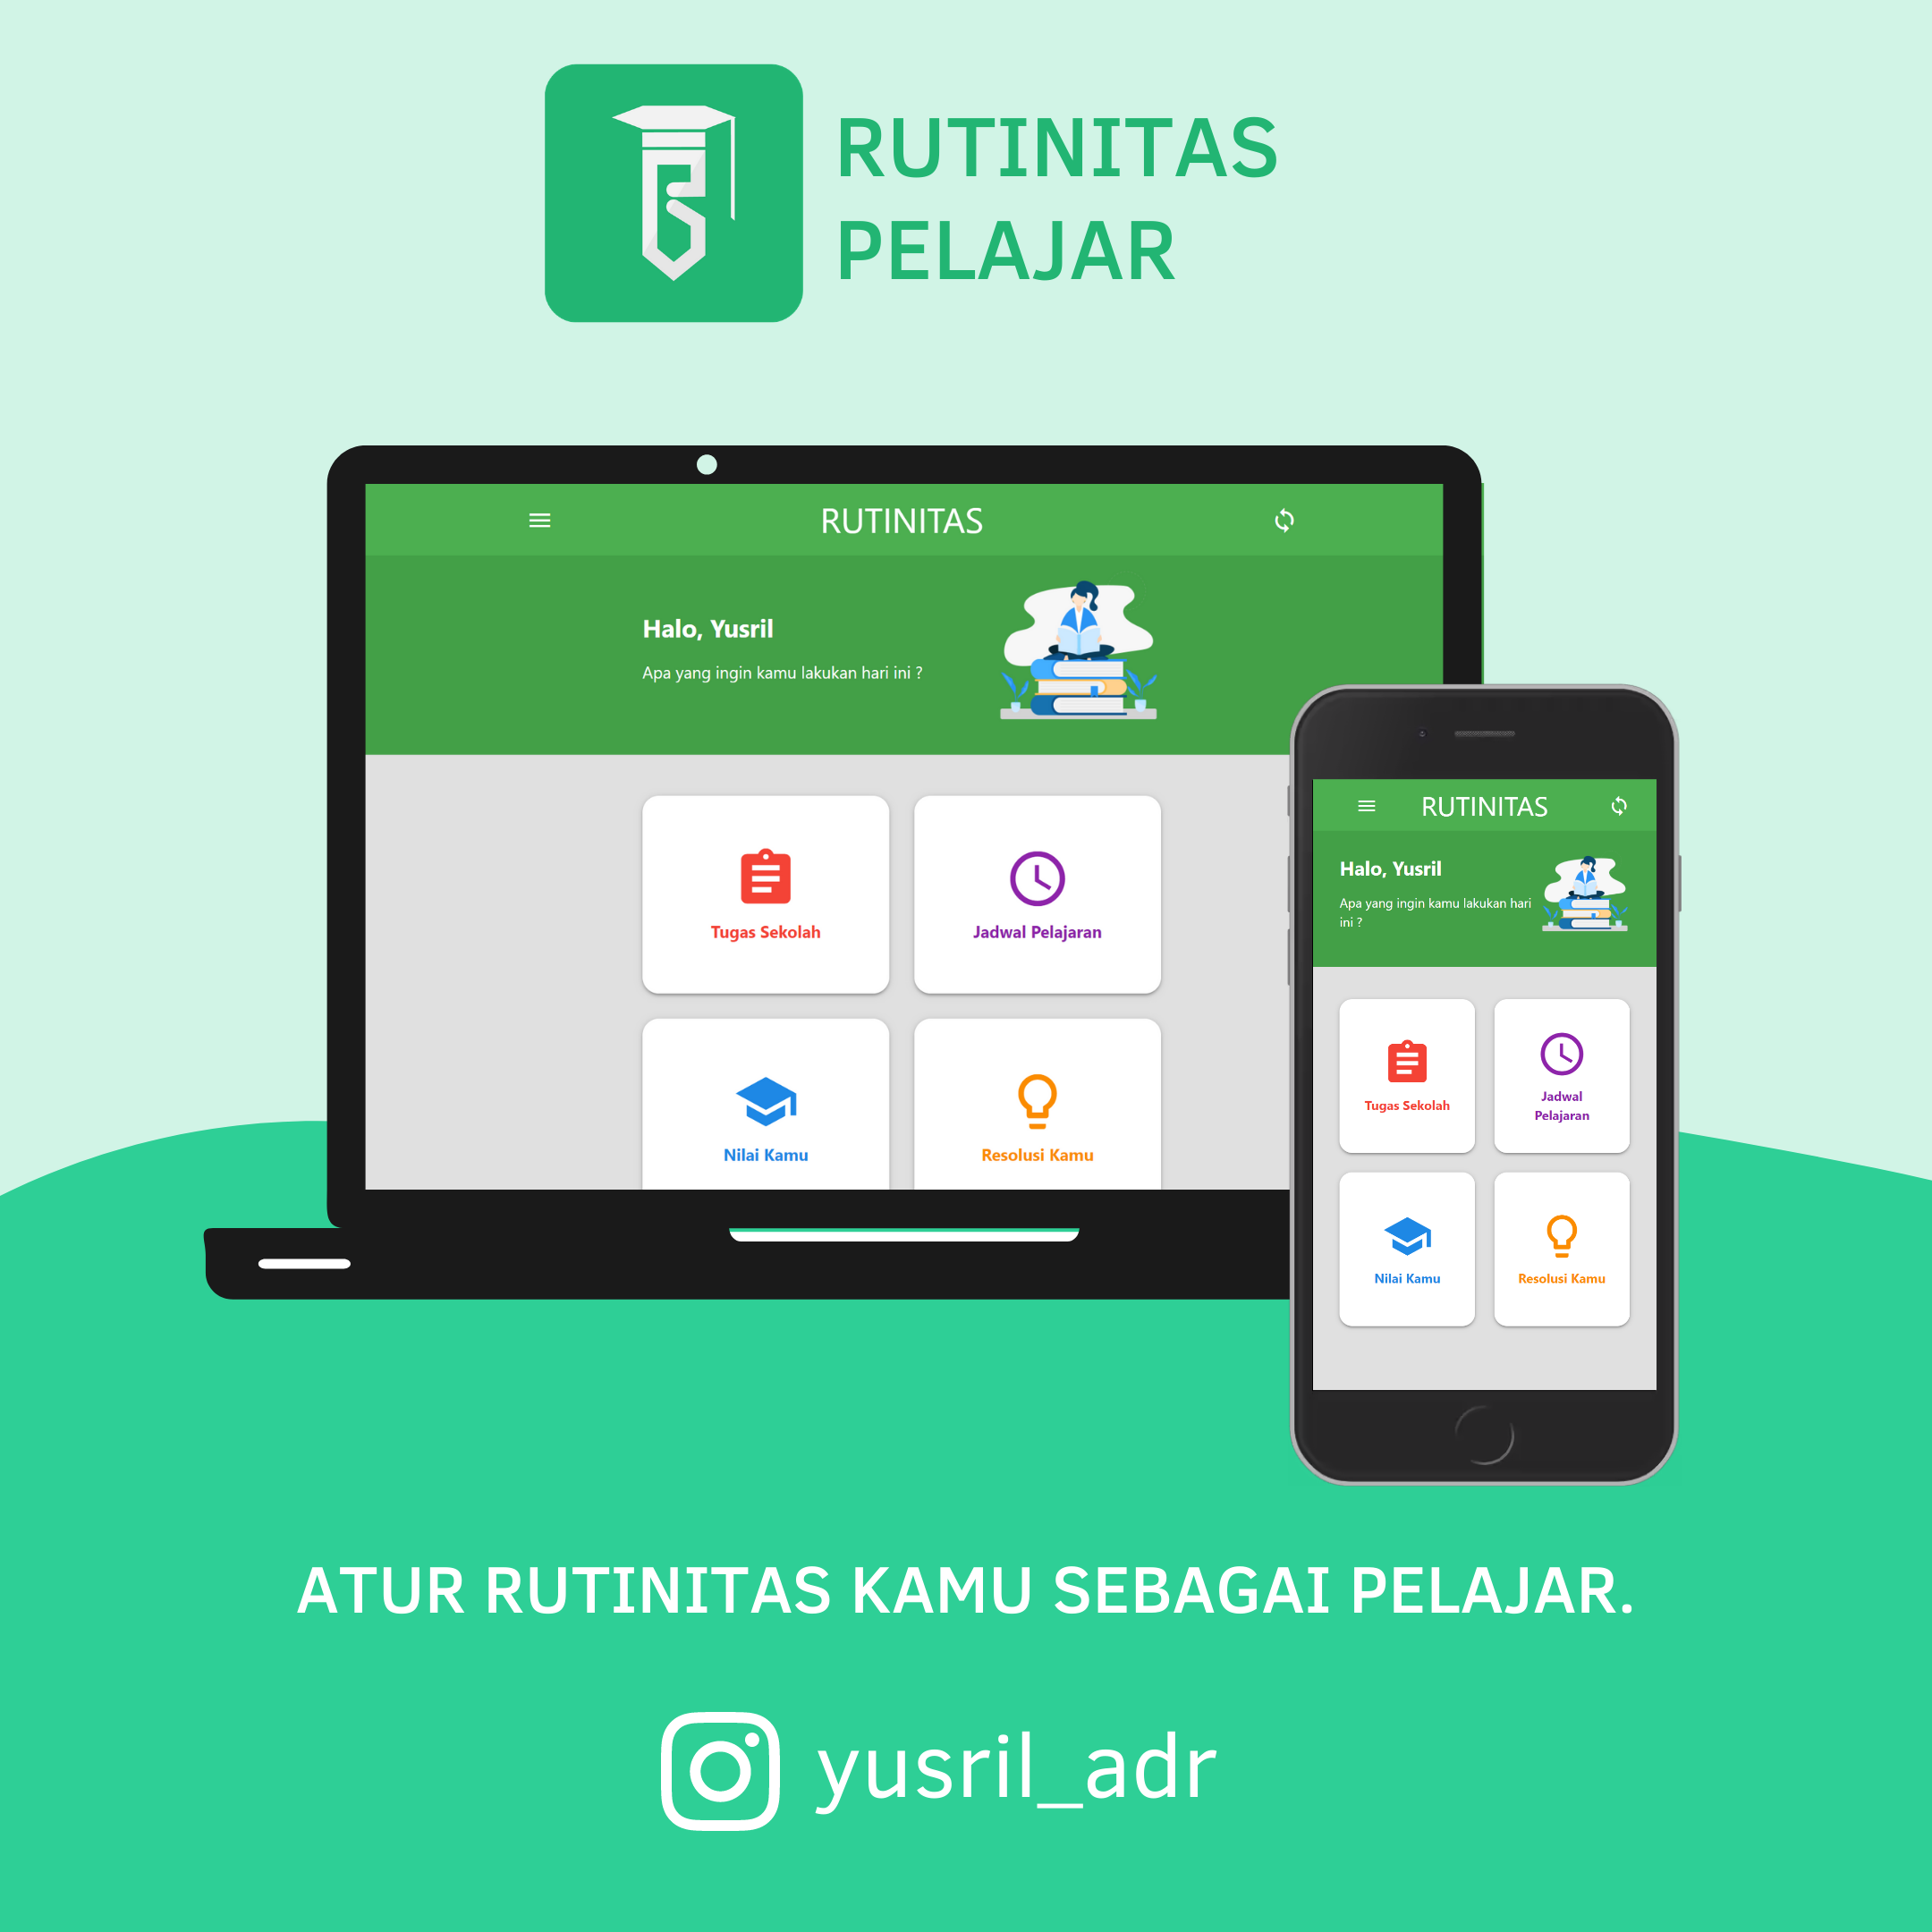 RUTINITAS
PELAJAR
RUTINITAS
Halo, Yusril
Apa yang ingin kamu lakukan hari ini ?
Tugas Sekolah
Jadwal Pelajaran
Nilai Kamu
Resolusi Kamu
RUTINITAS
Halo, Yusril
Apa yang ingin kamu lakukan hari
ini ?
Tugas Sekolah
Jadwal
Pelajaran
Nilai Kamu
Resolusi Kamu
ATUR RUTINITAS KAMU SEBAGAI PELAJAR.
yusril_adr